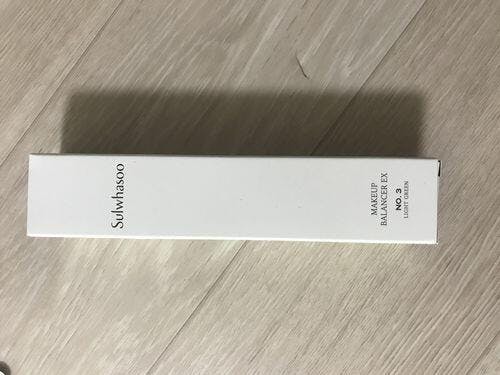 Sulwhasoo
MAKEUP
BALANCER EX
NO. 3
LIGHT GREEN